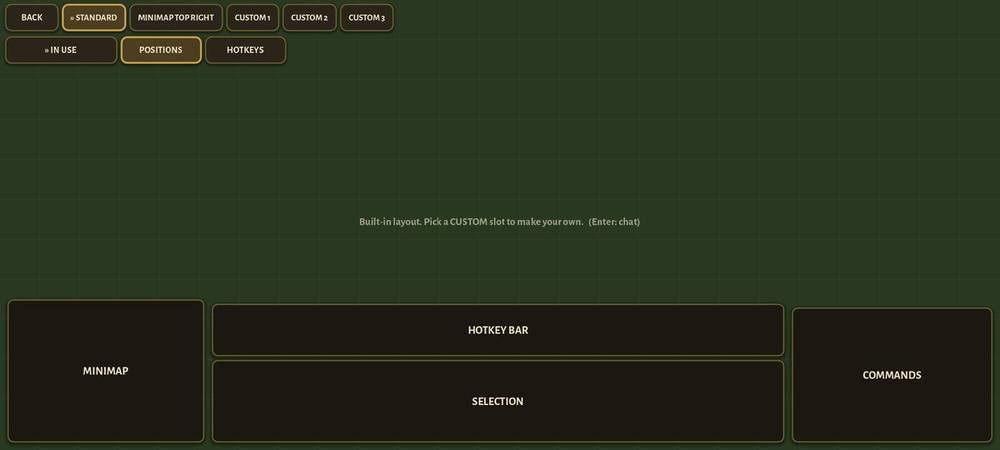 BACK » STANDARD MINIMAP TOP RIGHT CUSTOM 1 CUSTOM 2 CUSTOM 3
» IN USE POSITIONS HOTKEYS
Built-in layout. Pick a CUSTOM slot to make your own. (Enter: chat)
HOTKEY BAR
MINIMAP
COMMANDS
SELECTION